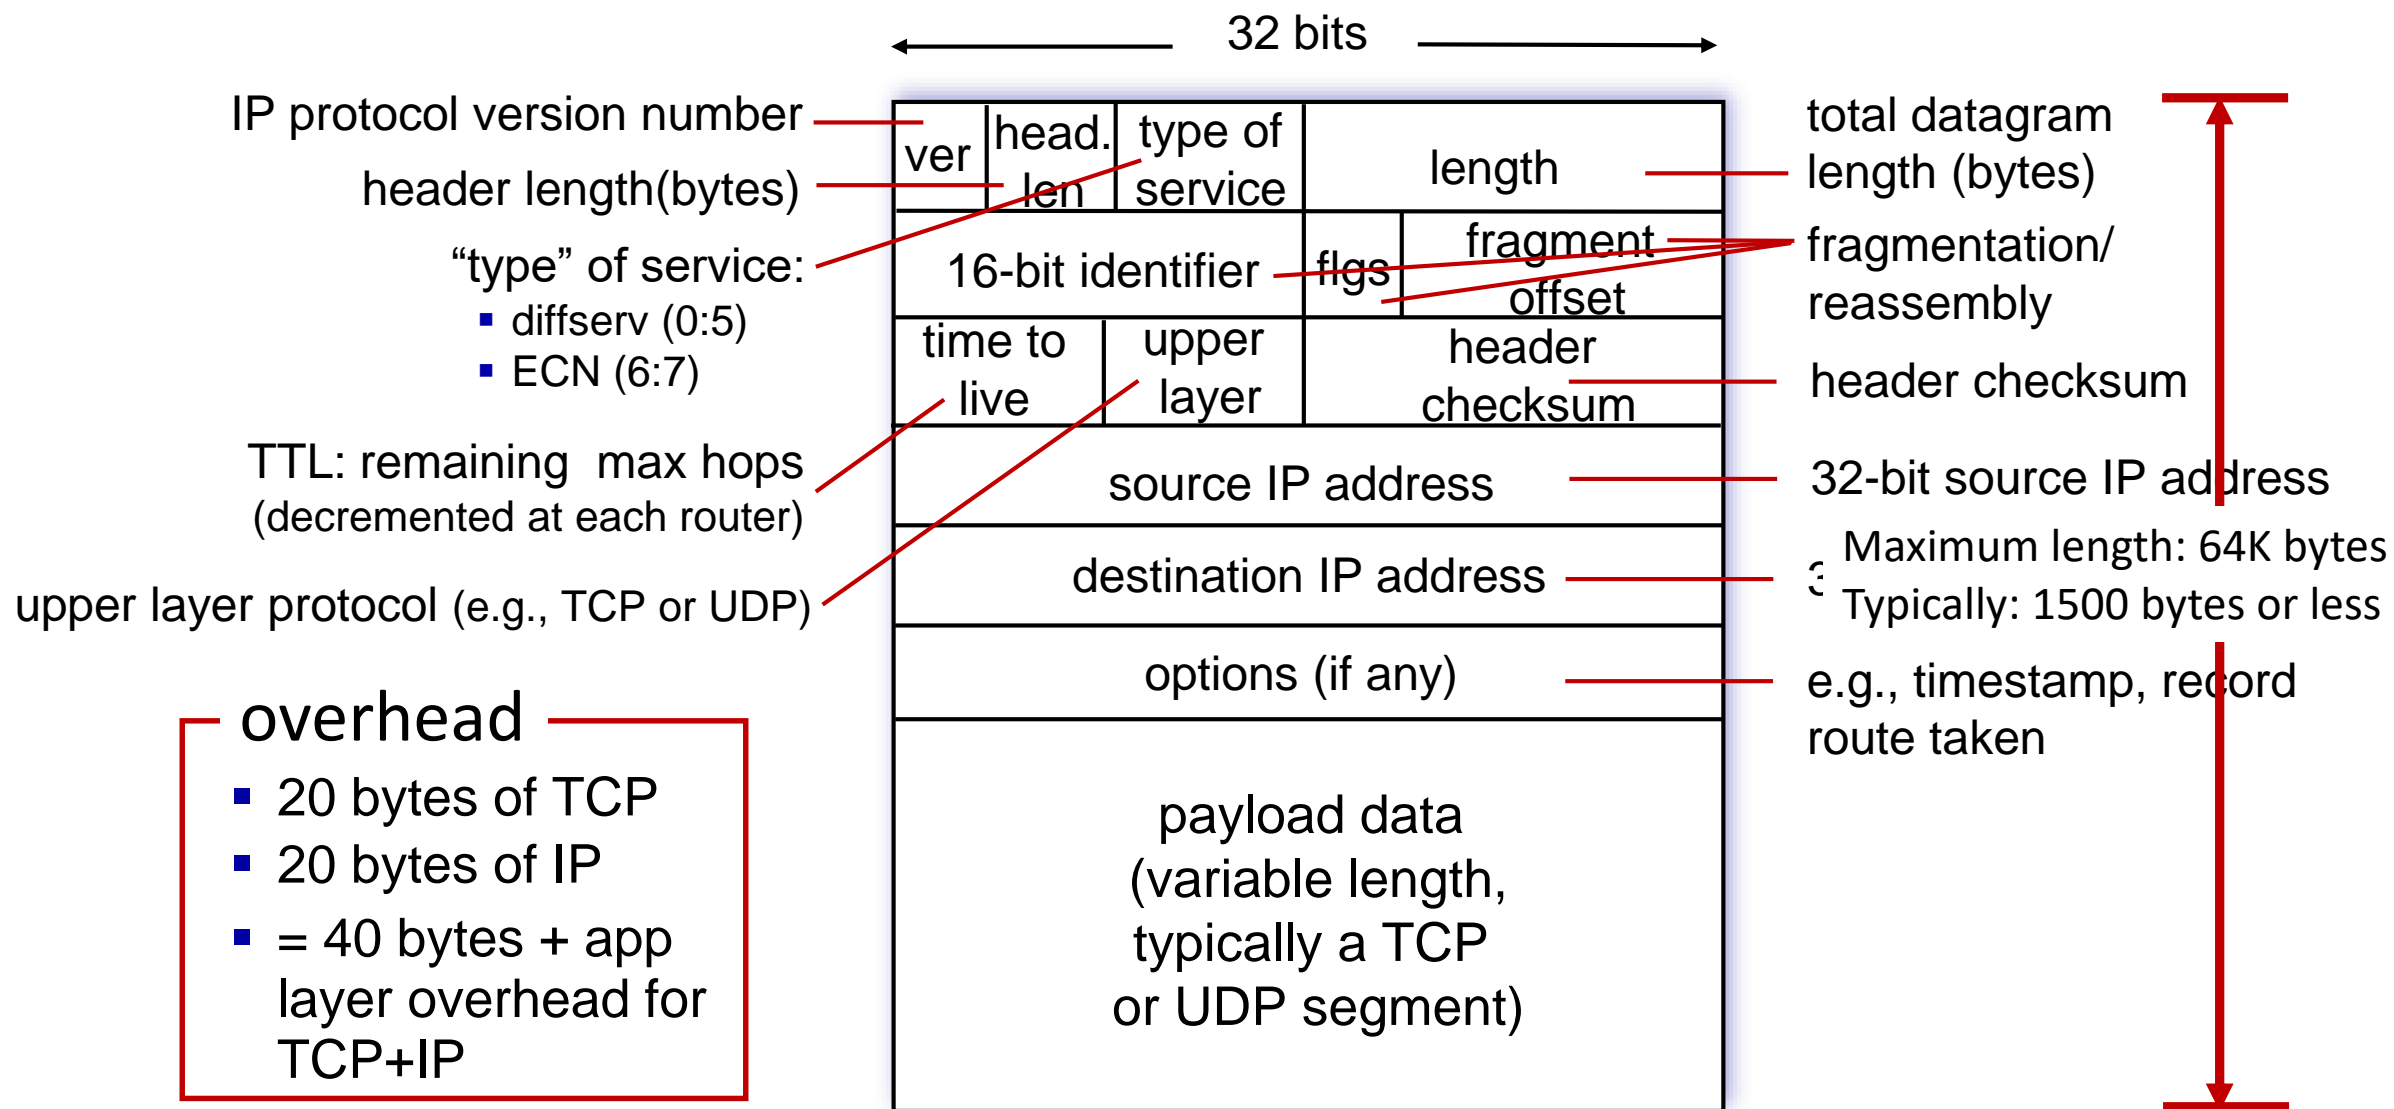 32 bits
IP protocol version number
header length(bytes)
“type” of service:
▪ diffserv (0:5)
▪ ECN (6:7)
TTL: remaining max hops
(decremented at each router)
upper layer protocol (e.g., TCP or UDP)
overhead
▪ 20 bytes of TCP
▪ 20 bytes of IP
▪ = 40 bytes + app
layer overhead for
TCP+IP
ver
head.
len
type of
service
length
16-bit identifier
flgs
fragment
offset
time to
live
upper
layer
header
checksum
source IP address
destination IP address
options (if any)
payload data
(variable length,
typically a TCP
or UDP segment)
total datagram
length (bytes)
fragmentation/
reassembly
header checksum
32-bit source IP address
Maximum length: 64K bytes
Typically: 1500 bytes or less
e.g., timestamp, record
route taken